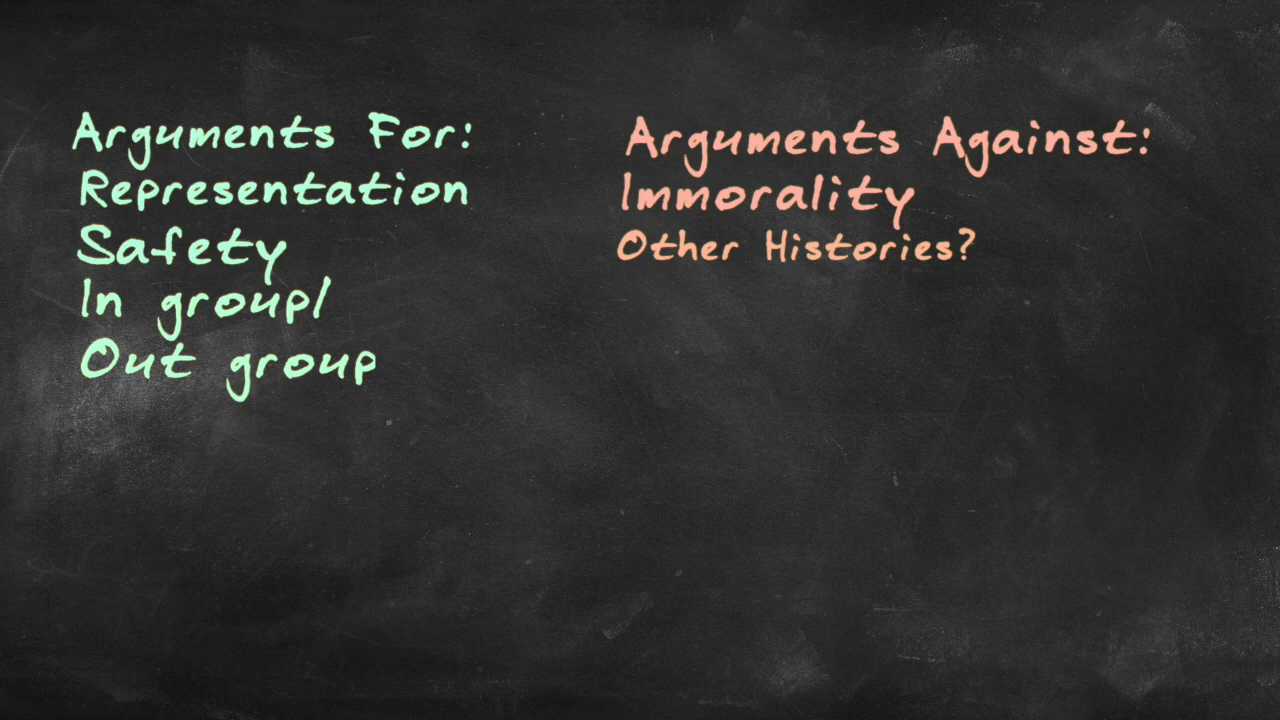 Arguments For:
Representation
Safety
In group/
Out group
Arguments Against:
Immorality
Other Histories?